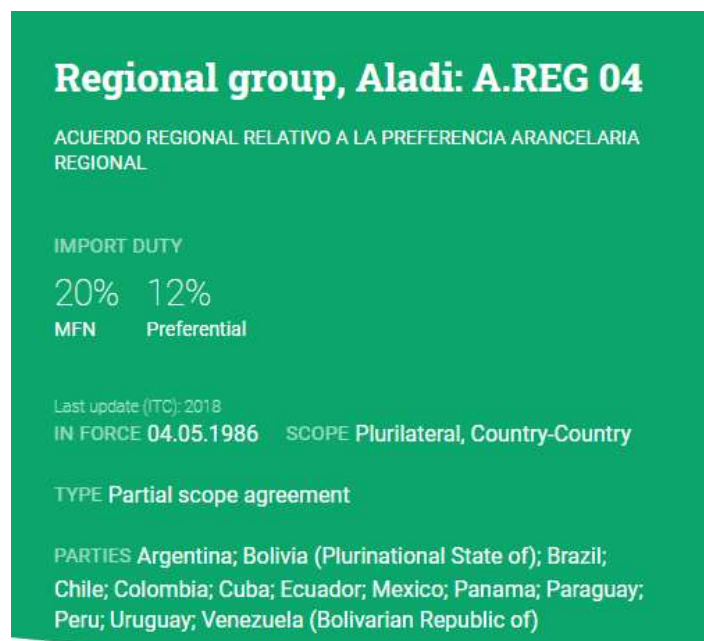 Regional group, Aladi: A.REG 04
ACUERDO REGIONAL RELATIVO A LA PREFERENCIA ARANCELARIA
REGIONAL
IMPORT DUTY
20% 12%
MFN Preferential
Last update (ITC): 2018
IN FORCE 04.05.1986 SCOPE Plurilateral, Country-Country
TYPE Partial scope agreement
PARTIES Argentina; Bolivia (Plurinational State of); Brazil;
Chile; Colombia; Cuba; Ecuador; Mexico; Panama; Paraguay;
Peru; Uruguay; Venezuela (Bolivarian Republic of)